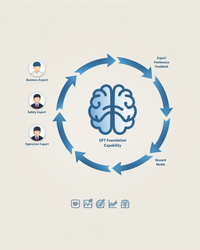 Expert
Preference
Feedback
Business Expert
Safety Expert
Operation Expert
SFT Foundation
Capability
Reward
Model